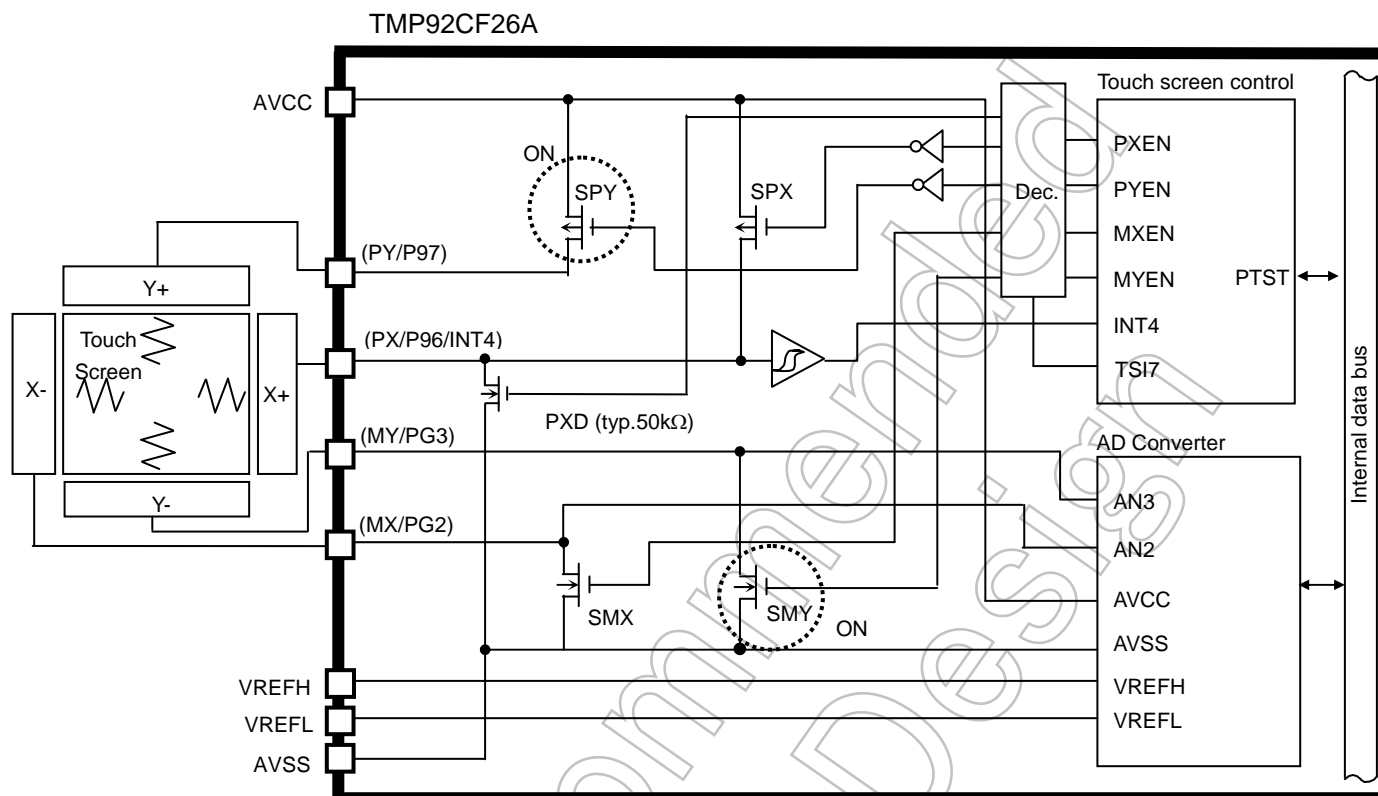 TMP92CF26A
AVCC
ON
SPY
SPX
Dec.
Touch screen control
PXEN
PYEN
MXEN
MYEN
PTST
INT4
TSI7
(PY/P97)
Y+
Touch
Screen
X-
X+
Y-
(PX/P96/INT4)
PXD (typ.50kΩ)
(MY/PG3)
(MX/PG2)
SMX
SMY
ON
AD Converter
AN3
AN2
AVCC
AVSS
VREFH
VREFL
Internal data bus
VREFH
VREFL
AVSS
ommended
Design